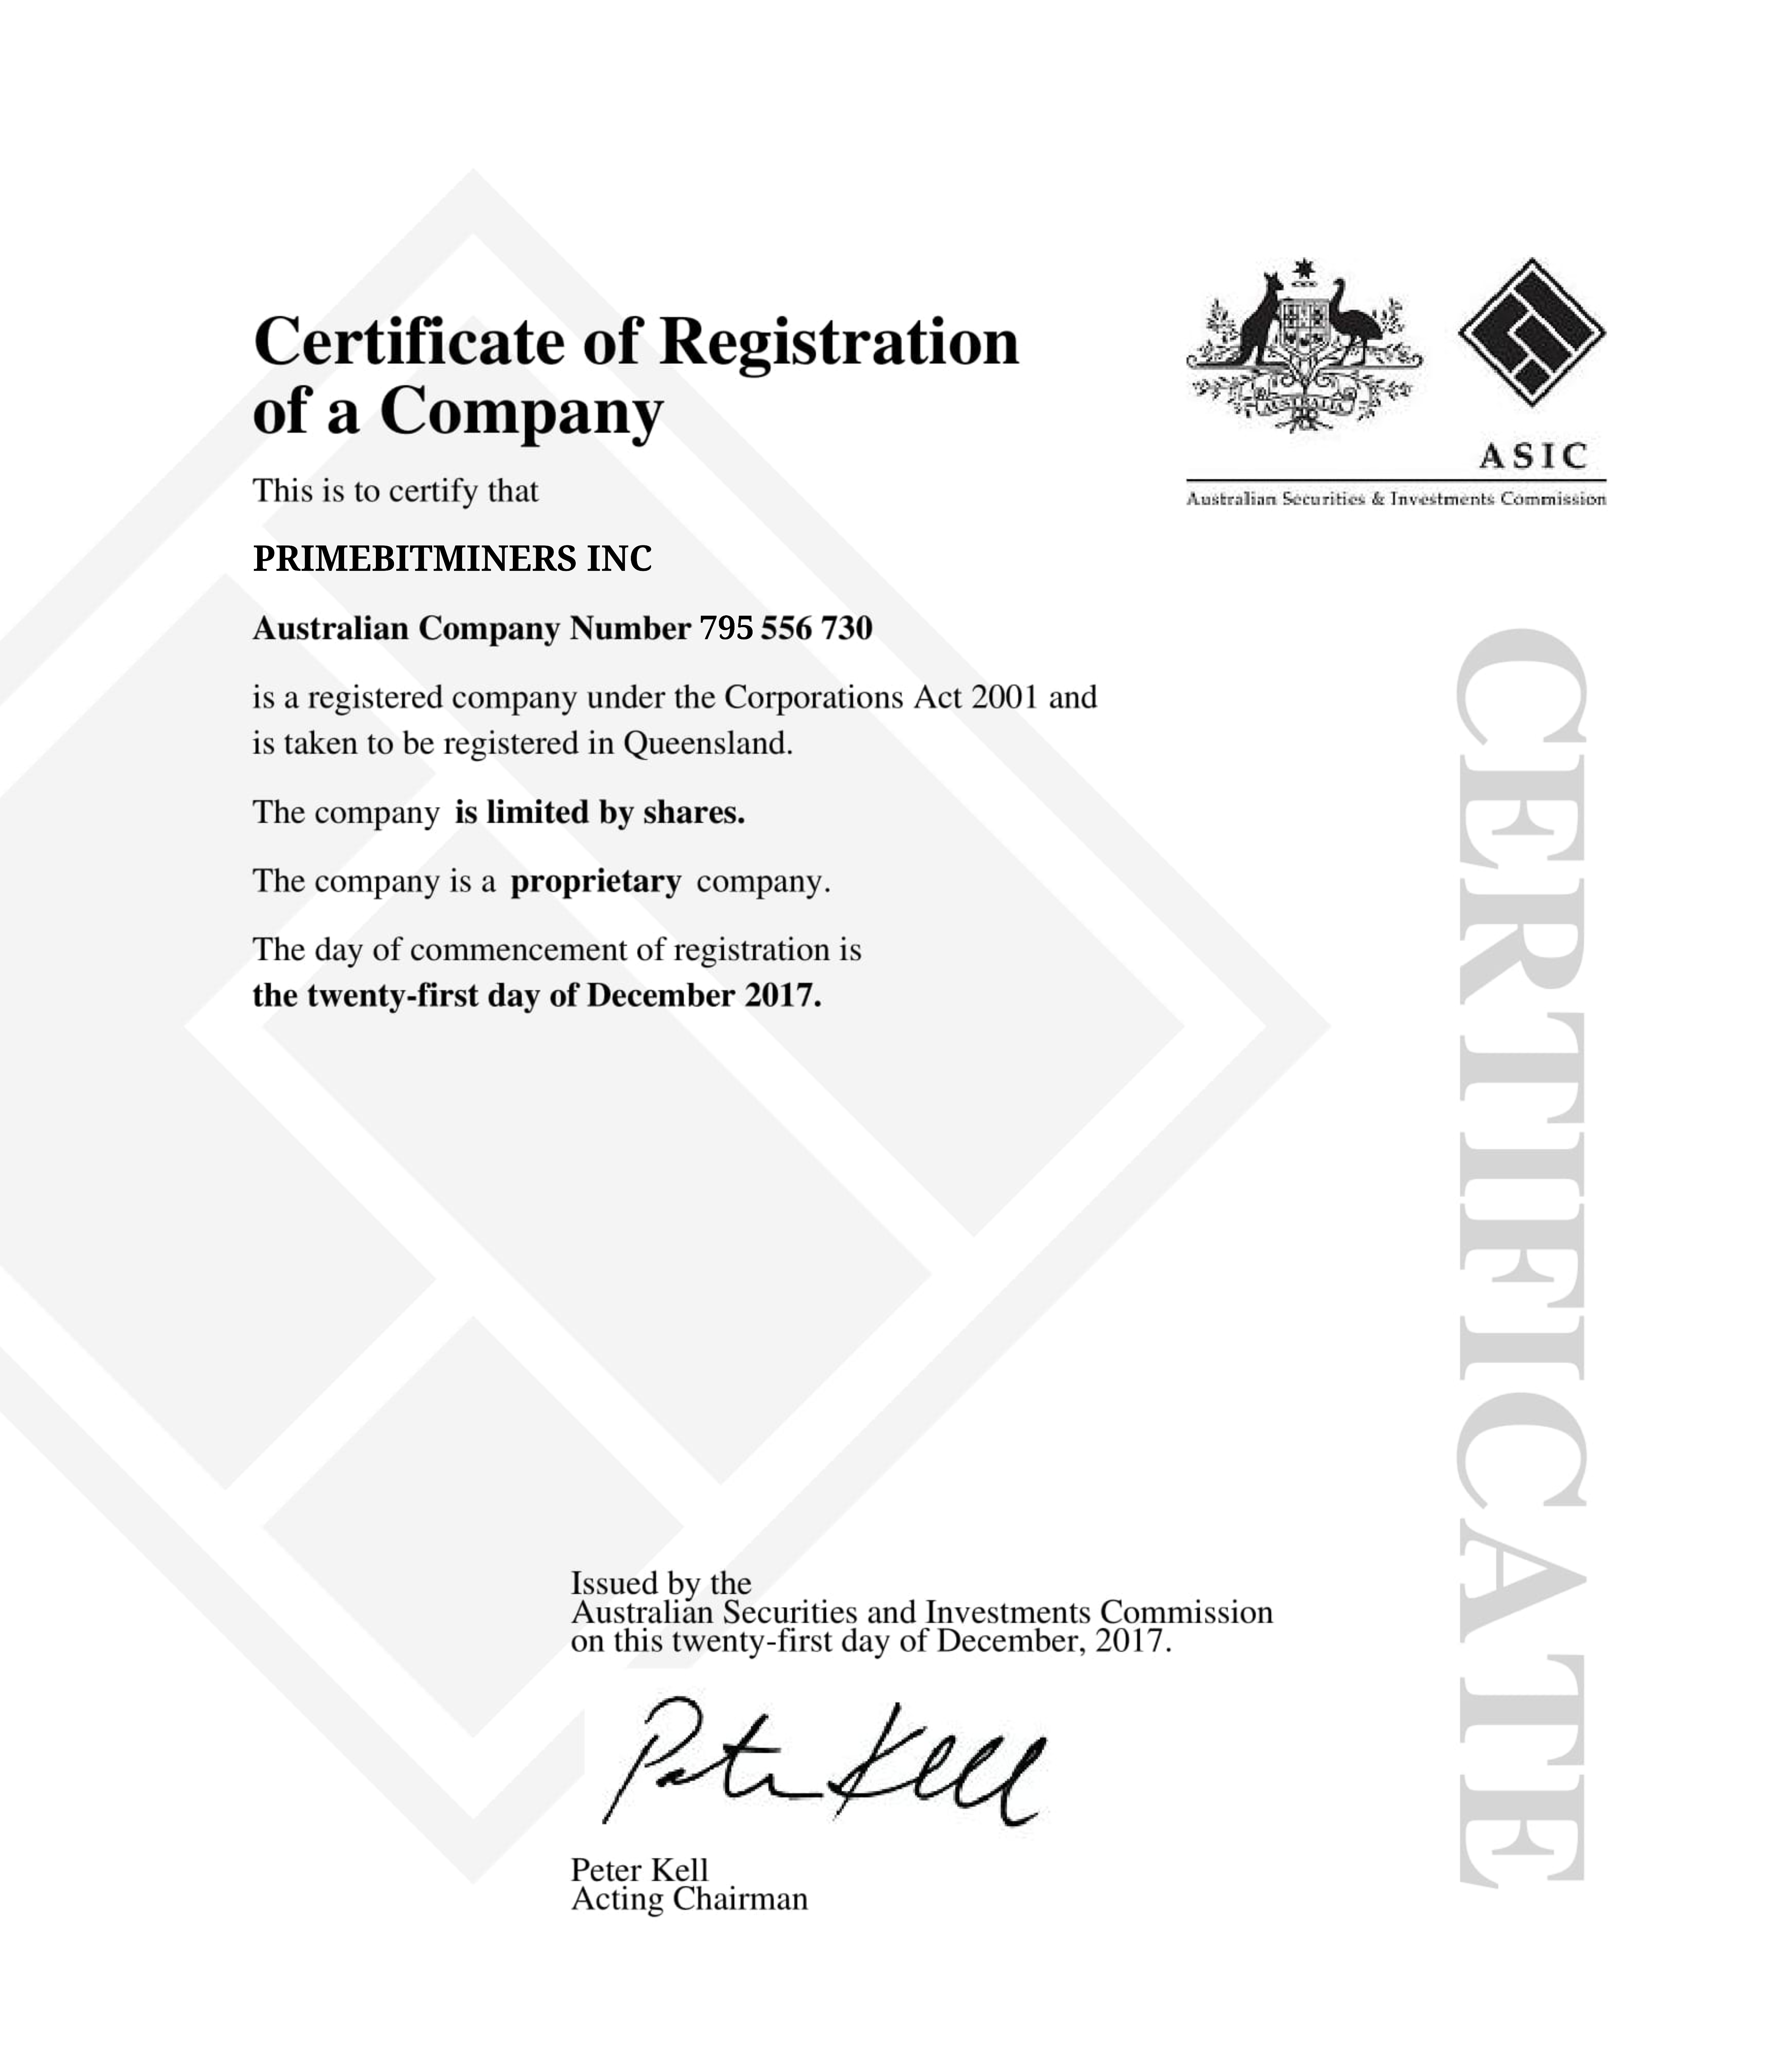 Certificate of Registration
of a Company
AUSTRALIA
ASIC
Australian Securities & Investments Commission
This is to certify that
PRIMEBITMINERS INC
Australian Company Number 795 556 730
is a registered company under the Corporations Act 2001 and
is taken to be registered in Queensland.
The company is limited by shares.
The company is a proprietary company.
The day of commencement of registration is
the twenty-first day of December 2017.
CERTIFICATE
Issued by the
Australian Securities and Investments Commission
on this twenty-first day of December, 2017.
Peter Kell
Peter Kell
Acting Chairman